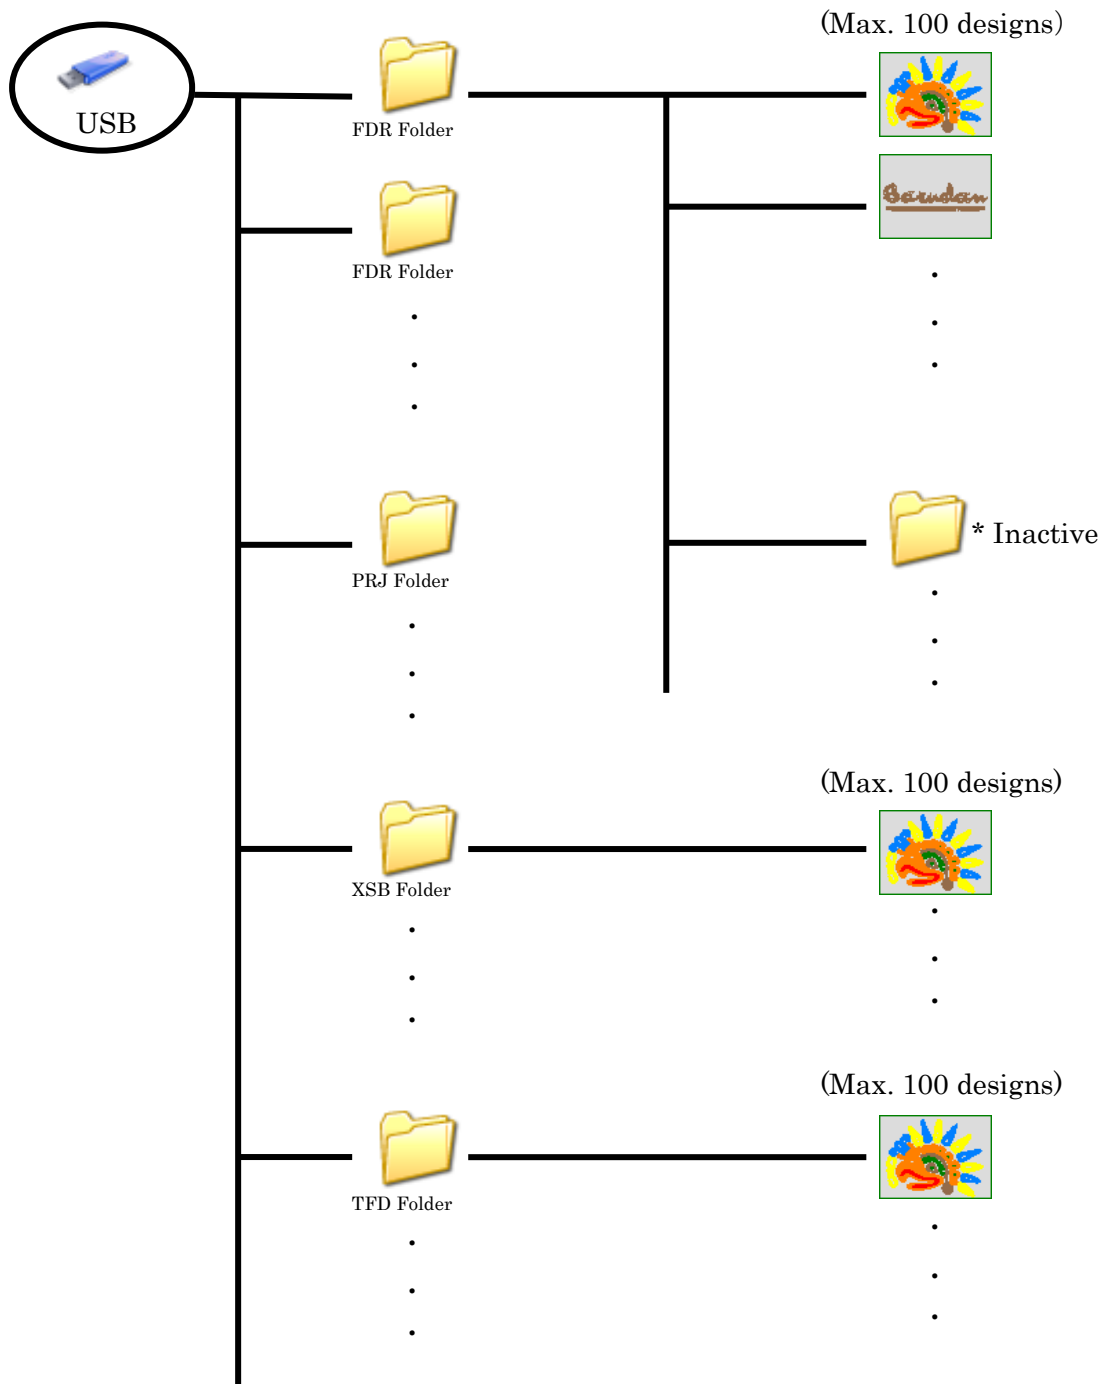 (Max. 100 designs)
USB
FDR Folder
Barudan
FDR Folder
* Inactive
PRJ Folder
(Max. 100 designs)
XSB Folder
(Max. 100 designs)
TFD Folder